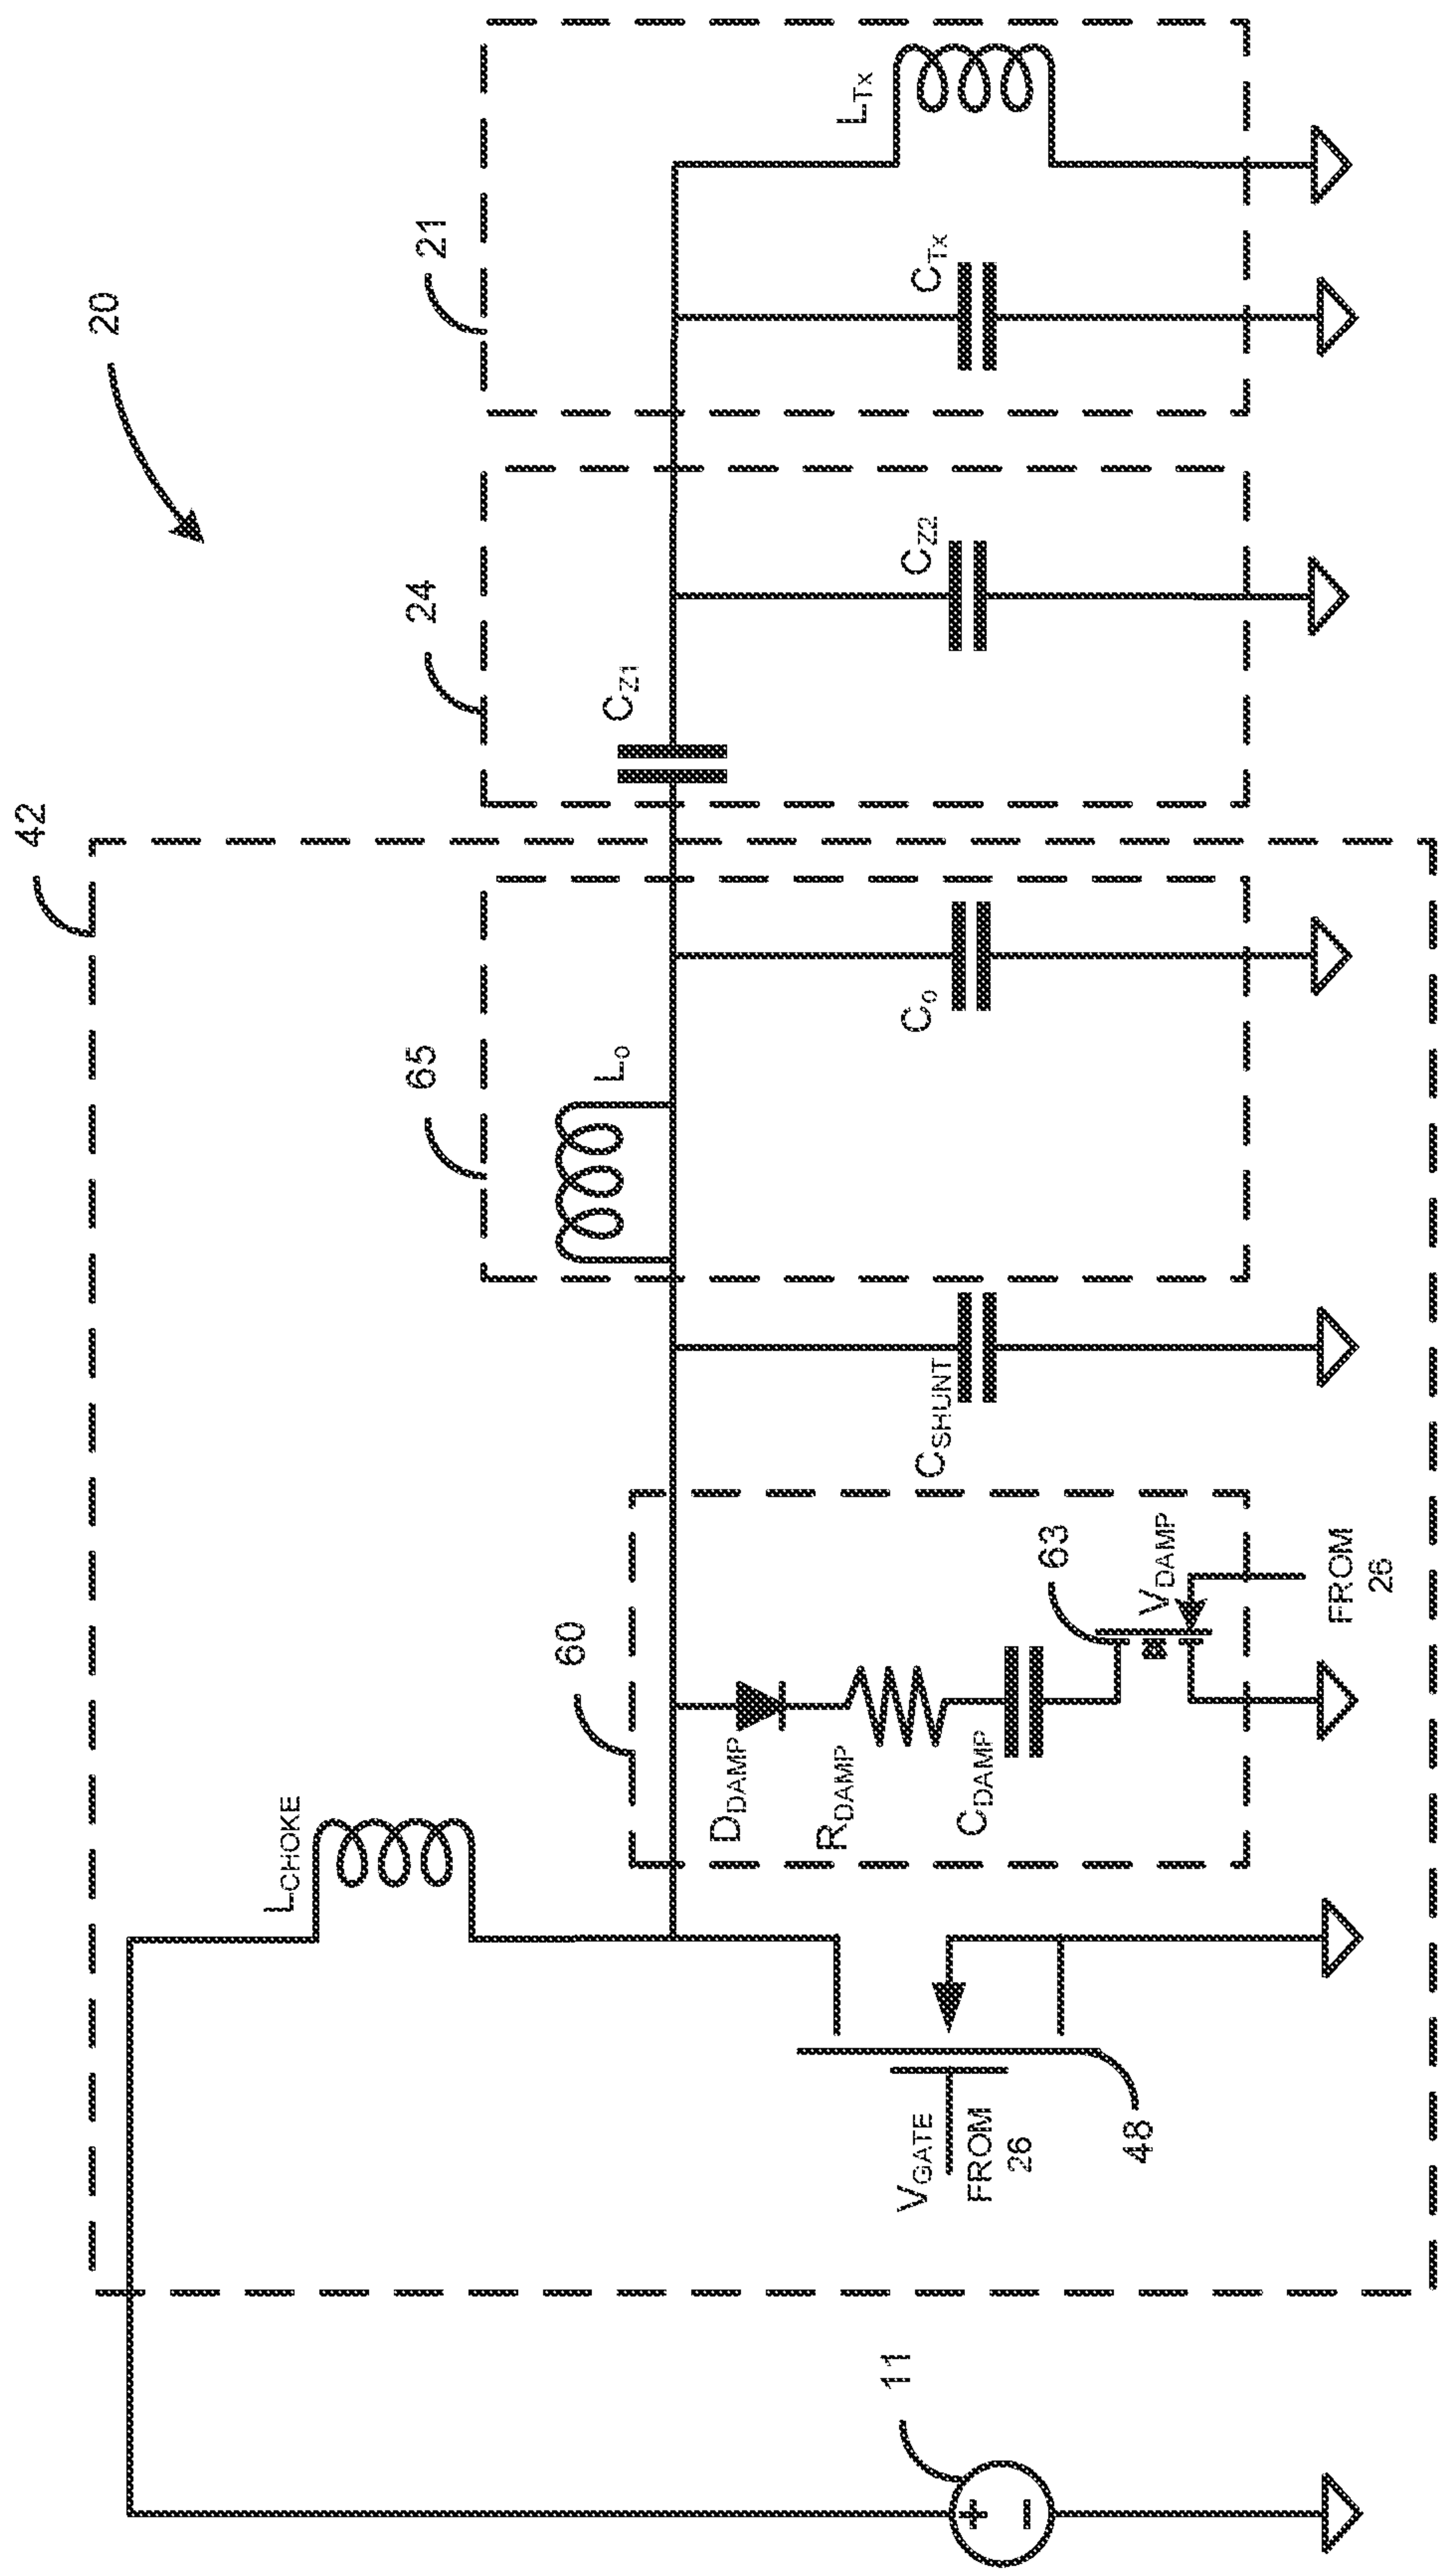 20
42
24
21
65
60
L_CHOKE
L_O
C_Z1
L_Tx
C_Tx
C_Z2
C_O
C_SHUNT
D_DAMP
R_DAMP
C_DAMP
63
V_DAMP
FROM
26
V_GATE
FROM
26
48
11
+
-